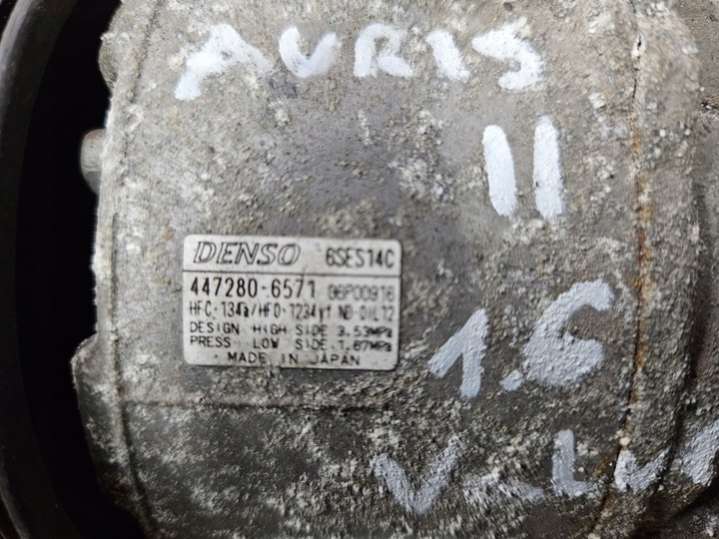 AURIS
II
DENSO 6SES14C
447280-6571 06P00916
HFC-134a/HFO-1234yf ND-OIL12
DESIGN HIGH SIDE 3.53MPa
PRESS LOW SIDE 1.67MPa
MADE IN JAPAN
1.6